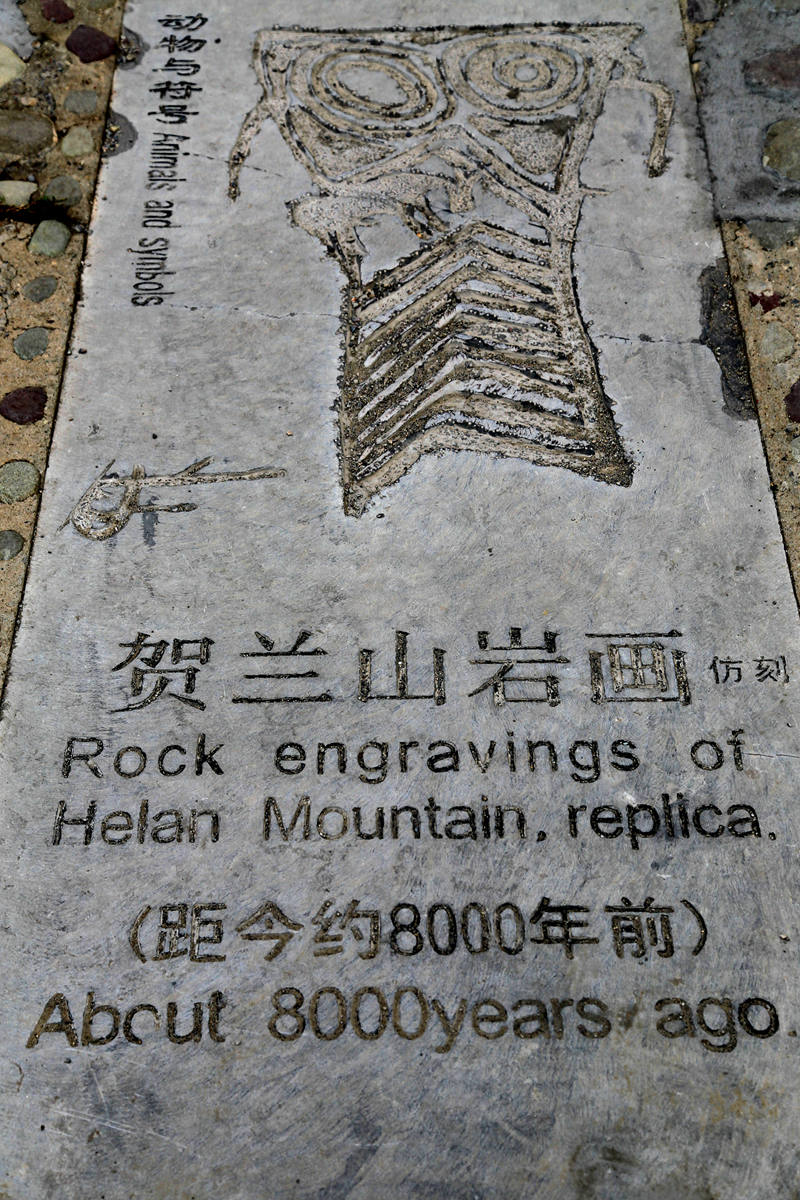 动物与符号 Animals and symbols
贺兰山岩画 仿刻
Rock engravings of
Helan Mountain, replica.
(距今约8000年前)
About 8000years ago.